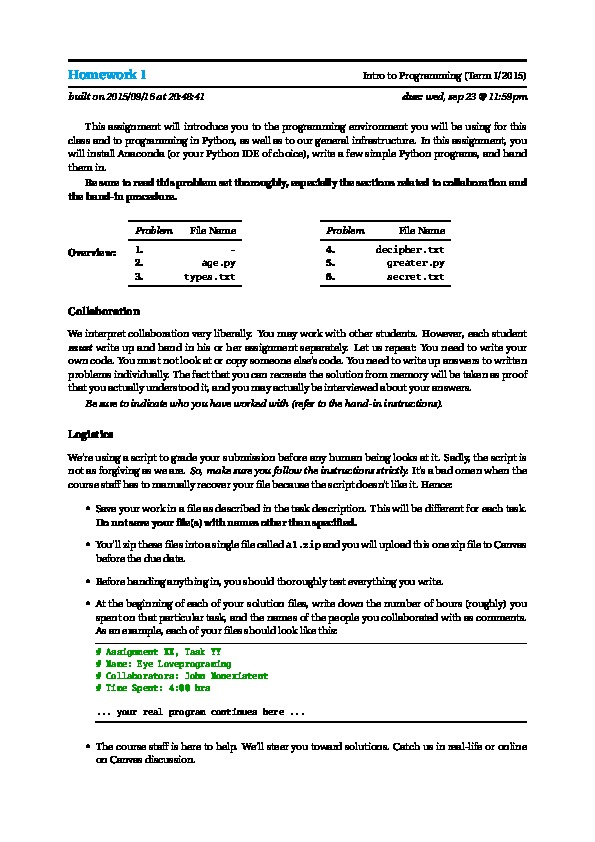 Homework 1 Intro to Programming (Term I/2015)
built on 2015/09/16 at 20:48:41 due: wed, sep 23 @ 11:59pm
This assignment will introduce you to the programming environment you will be using for this
class and to programming in Python, as well as to our general infrastructure. In this assignment, you
will install Anaconda (or your Python IDE of choice), write a few simple Python programs, and hand
them in.
Be sure to read this problem set thoroughly, especially the sections related to collaboration and
the hand-in procedure.
Overview:
Problem File Name
1. –
2. age.py
3. types.txt
Problem File Name
4. decipher.txt
5. greater.py
6. secret.txt
Collaboration
We interpret collaboration very liberally. You may work with other students. However, each student
must write up and hand in his or her assignment separately. Let us repeat: You need to write your
own code. You must not look at or copy someone else's code. You need to write up answers to written
problems individually. The fact that you can recreate the solution from memory will be taken as proof
that you actually understood it, and you may actually be interviewed about your answers.
Be sure to indicate who you have worked with (refer to the hand-in instructions).
Logistics
We're using a script to grade your submission before any human being looks at it. Sadly, the script is
not as forgiving as we are. So, make sure you follow the instructions strictly. It's a bad omen when the
course staff has to manually recover your file because the script doesn't like it. Hence:
• Save your work in a file as described in the task description. This will be different for each task.
Do not save your file(s) with names other than specified.
• You'll zip these files into a single file called a1.zip and you will upload this one zip file to Canvas
before the due date.
• Before handing anything in, you should thoroughly test everything you write.
• At the beginning of each of your solution files, write down the number of hours (roughly) you
spent on that particular task, and the names of the people you collaborated with as comments.
As an example, each of your files should look like this:
# Assignment XX, Task YY
# Name: Eye Loveprograming
# Collaborators: John Nonexistent
# Time Spent: 4:00 hrs
... your real program continues here ...
• The course staff is here to help. We'll steer you toward solutions. Catch us in real-life or online
on Canvas discussion.